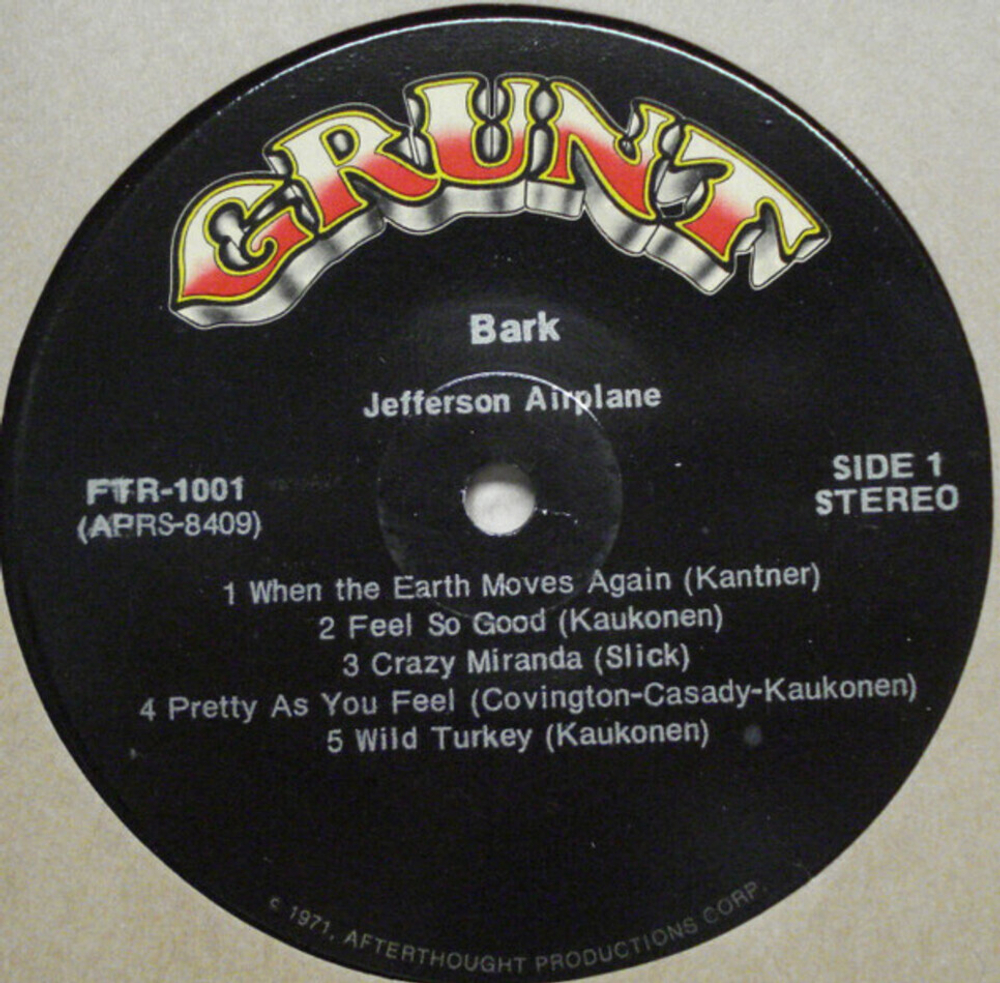 GRUNT
Bark
Jefferson Airplane
FTR-1001
(APRS-8409)
SIDE 1
STEREO
1 When the Earth Moves Again (Kantner)
2 Feel So Good (Kaukonen)
3 Crazy Miranda (Slick)
4 Pretty As You Feel (Covington-Casady-Kaukonen)
5 Wild Turkey (Kaukonen)
© 1971, AFTERTHOUGHT PRODUCTIONS CORP.